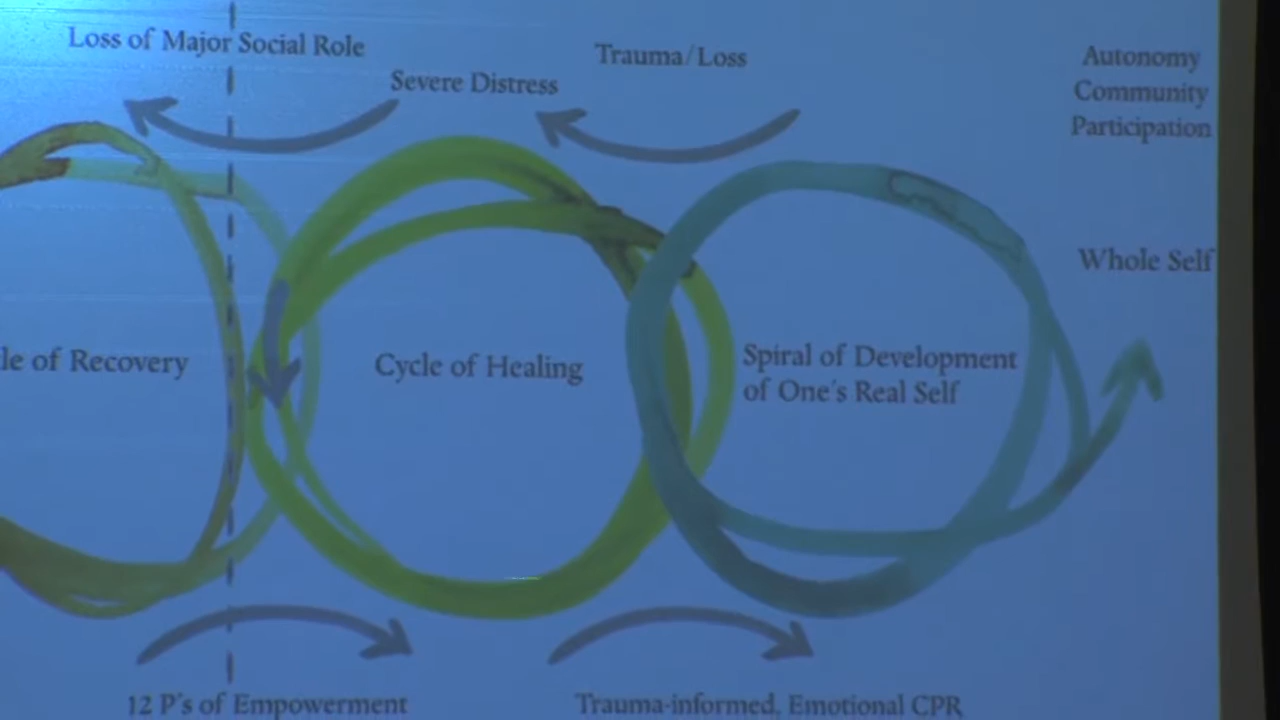 Loss of Major Social Role
Trauma/Loss
Severe Distress
Autonomy
Community
Participation
Whole Self
le of Recovery
Cycle of Healing
Spiral of Development
of One's Real Self
12 P's of Empowerment
Trauma-informed, Emotional CPR